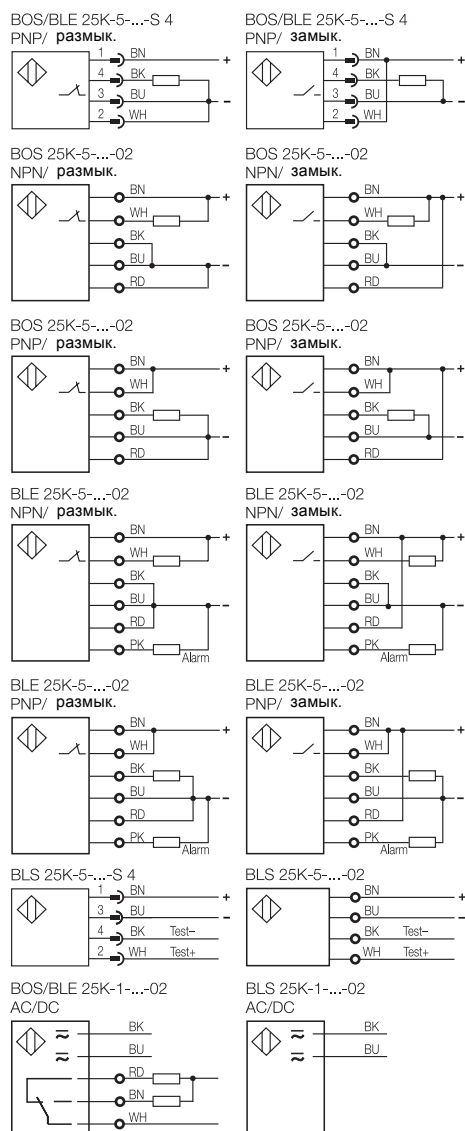 BOS/BLE 25K-5-...-S 4
PNP/ размык.
1 BN +
4 BK
3 BU –
2 WH
BOS/BLE 25K-5-...-S 4
PNP/ замык.
1 BN +
4 BK
3 BU –
2 WH
BOS 25K-5-...-02
NPN/ размык.
BN +
WH
BK
BU –
RD
BOS 25K-5-...-02
NPN/ замык.
BN +
WH
BK
BU –
RD
BOS 25K-5-...-02
PNP/ размык.
BN +
WH
BK
BU –
RD
BOS 25K-5-...-02
PNP/ замык.
BN +
WH
BK
BU –
RD
BLE 25K-5-...-02
NPN/ размык.
BN +
WH
BK
BU –
RD
PK Alarm
BLE 25K-5-...-02
NPN/ замык.
BN +
WH
BK
BU –
RD
PK Alarm
BLE 25K-5-...-02
PNP/ размык.
BN +
WH
BK
BU –
RD
PK Alarm
BLE 25K-5-...-02
PNP/ замык.
BN +
WH
BK
BU –
RD
PK Alarm
BLS 25K-5-...-S 4
1 BN +
3 BU –
4 BK Test–
2 WH Test+
BLS 25K-5-...-02
BN +
BU –
BK Test–
WH Test+
BOS/BLE 25K-1-...-02
AC/DC
BK
BU
RD
BN
WH
BLS 25K-1-...-02
AC/DC
BK
BU